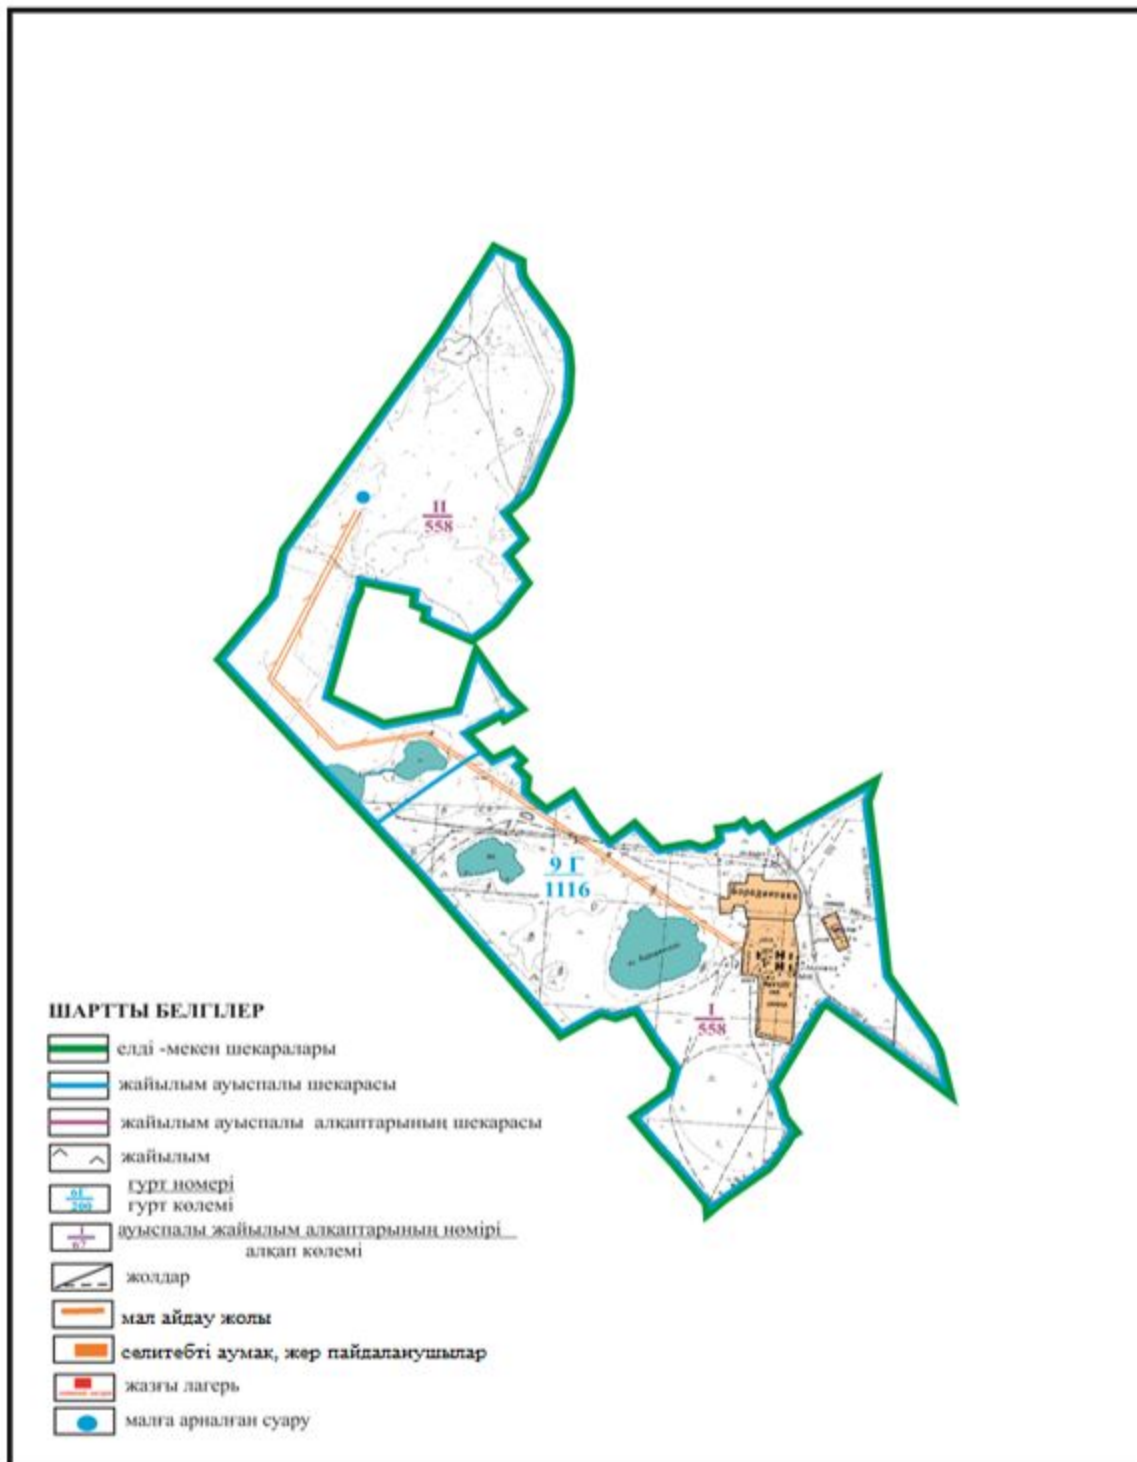 II
558
9 Г
1116
Бородиновка
I
558
ШАРТТЫ БЕЛГІЛЕР
елді -мекен шекаралары
жайылым ауыспалы шекарасы
жайылым ауыспалы алқаптарының шекарасы
жайылым
гурт номері
гурт көлемі
200
ауыспалы жайылым алқаптарының нөмірі
алқап көлемі
I
67
жолдар
мал айдау жолы
селитебті аумақ, жер пайдаланушылар
жазғы лагерь
малға арналған суару